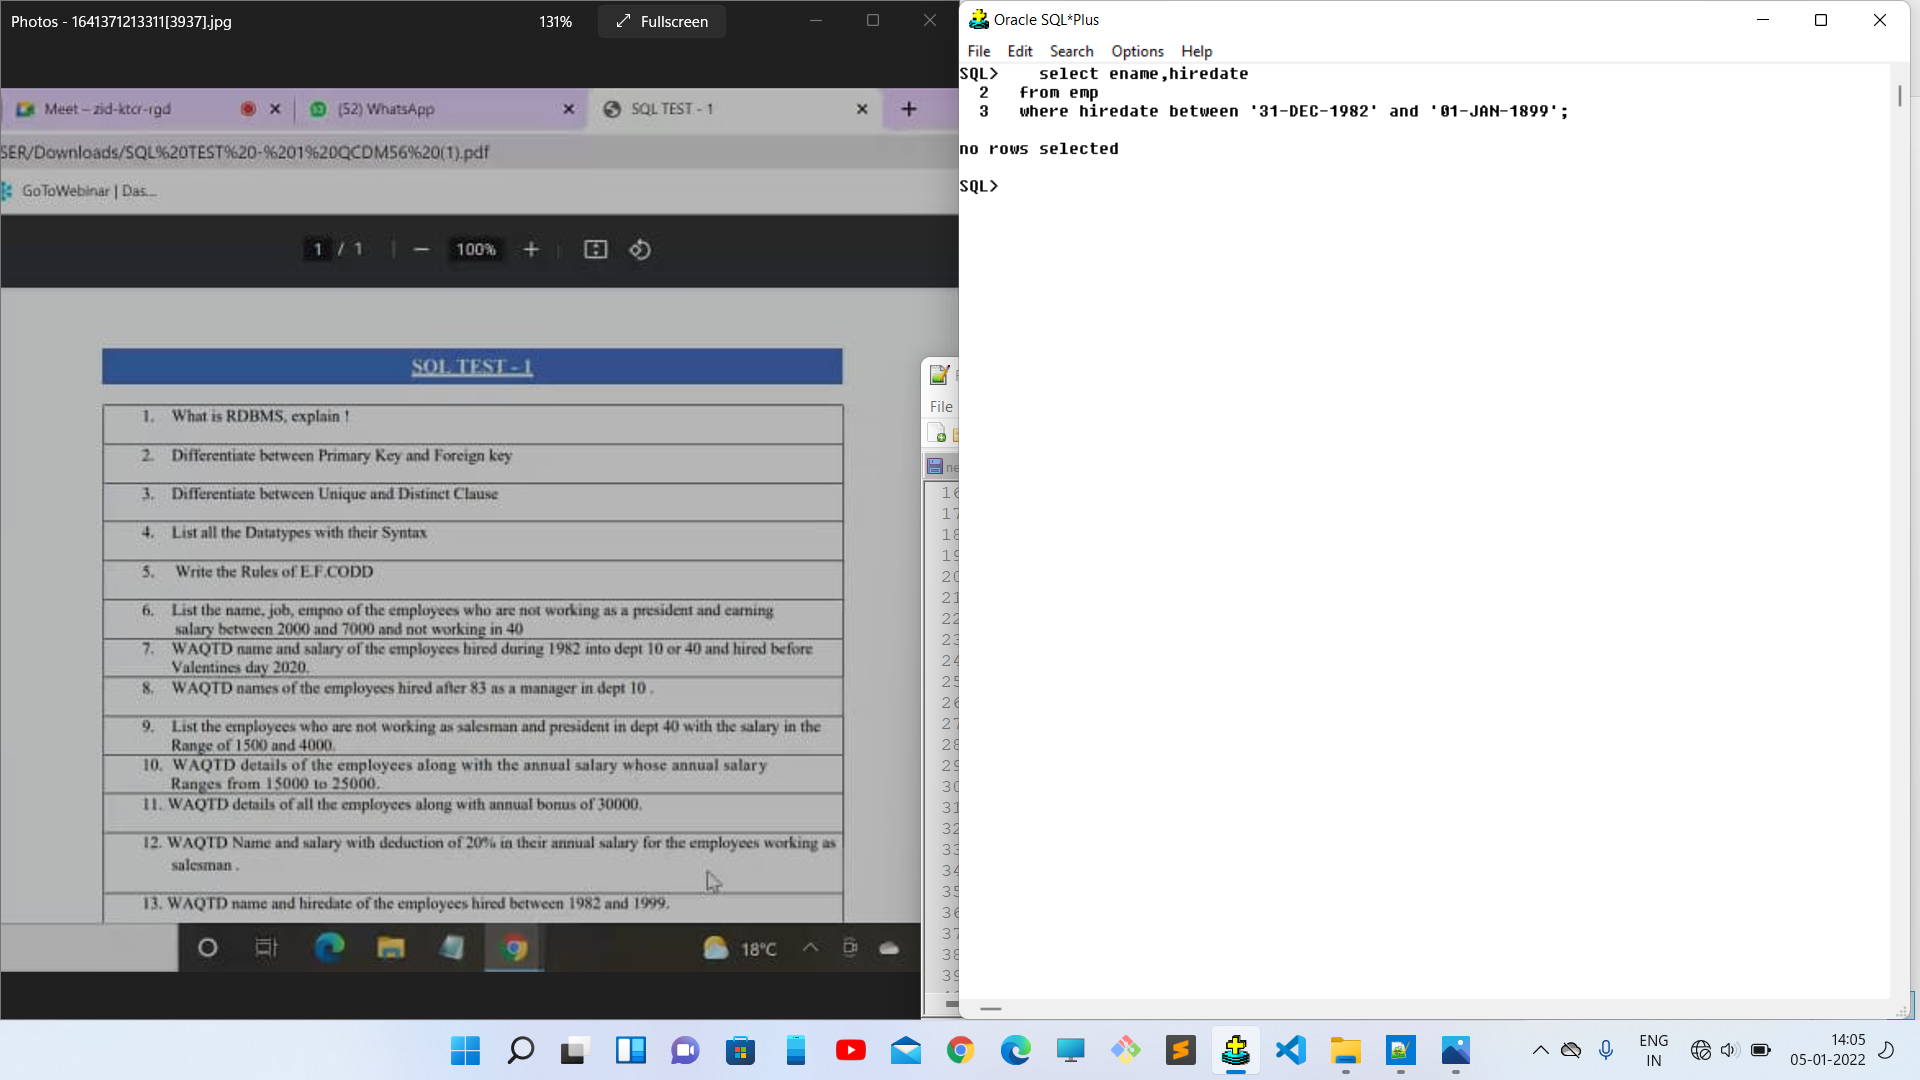 Photos - 1641371213311[3937].jpg
131%
Fullscreen
Meet – zid-ktcr-rgd
(52) WhatsApp
SQL TEST - 1
SER/Downloads/SQL%20TEST%20-%201%20QCDM56%20(1).pdf
GoToWebinar | Das...
1 / 1
100%
SQL TEST - 1
1. What is RDBMS, explain !
2. Differentiate between Primary Key and Foreign key
3. Differentiate between Unique and Distinct Clause
4. List all the Datatypes with their Syntax
5. Write the Rules of E.F.CODD
6. List the name, job, empno of the employees who are not working as a president and earning
salary between 2000 and 7000 and not working in 40
7. WAQTD name and salary of the employees hired during 1982 into dept 10 or 40 and hired before
Valentines day 2020.
8. WAQTD names of the employees hired after 83 as a manager in dept 10 .
9. List the employees who are not working as salesman and president in dept 40 with the salary in the
Range of 1500 and 4000.
10. WAQTD details of the employees along with the annual salary whose annual salary
Ranges from 15000 to 25000.
11. WAQTD details of all the employees along with annual bonus of 30000.
12. WAQTD Name and salary with deduction of 20% in their annual salary for the employees working as
salesman .
13. WAQTD name and hiredate of the employees hired between 1982 and 1999.
18°C
File
ne
17
18
19
20
21
22
23
24
25
26
27
28
29
30
31
32
33
34
35
36
37
38
39
Oracle SQL*Plus
File Edit Search Options Help
SQL> select ename,hiredate
2 from emp
3 where hiredate between '31-DEC-1982' and '01-JAN-1899';
no rows selected
SQL>
ENG
IN
14:05
05-01-2022